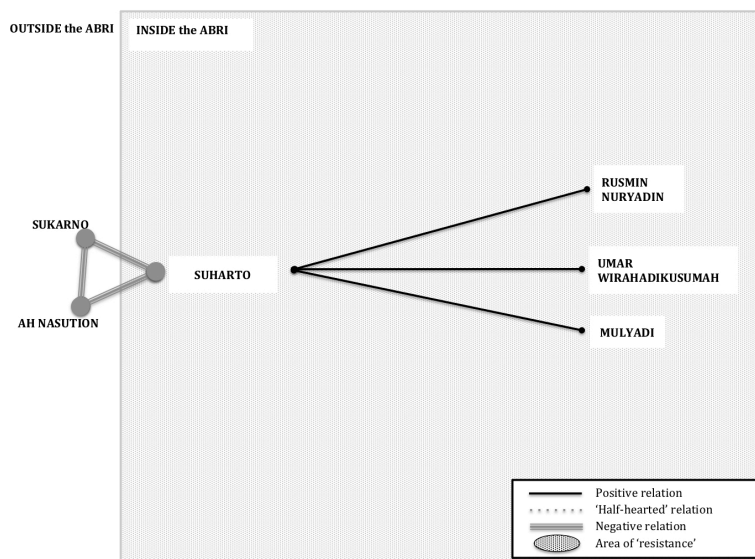 OUTSIDE the ABRI
INSIDE the ABRI
RUSMIN
NURYADIN
SUKARNO
SUHARTO
UMAR
WIRAHADIKUSUMAH
AH NASUTION
MULYADI
Positive relation
‘Half-hearted’ relation
Negative relation
Area of ‘resistance’